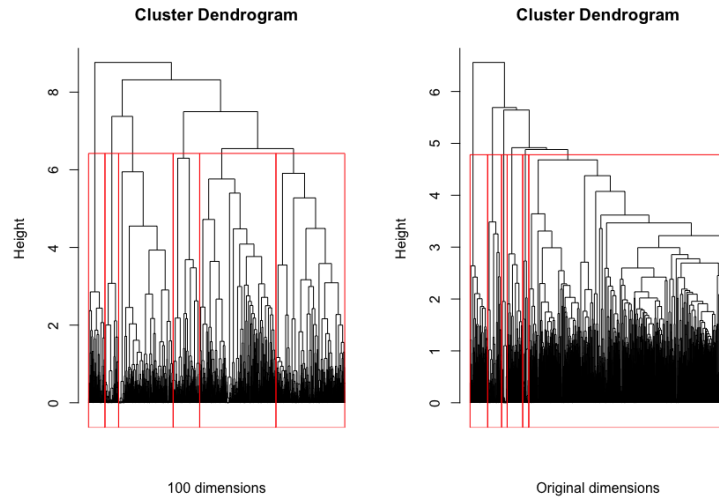 Cluster Dendrogram
Height
8
6
4
2
0
100 dimensions
Cluster Dendrogram
Height
6
5
4
3
2
1
0
Original dimensions